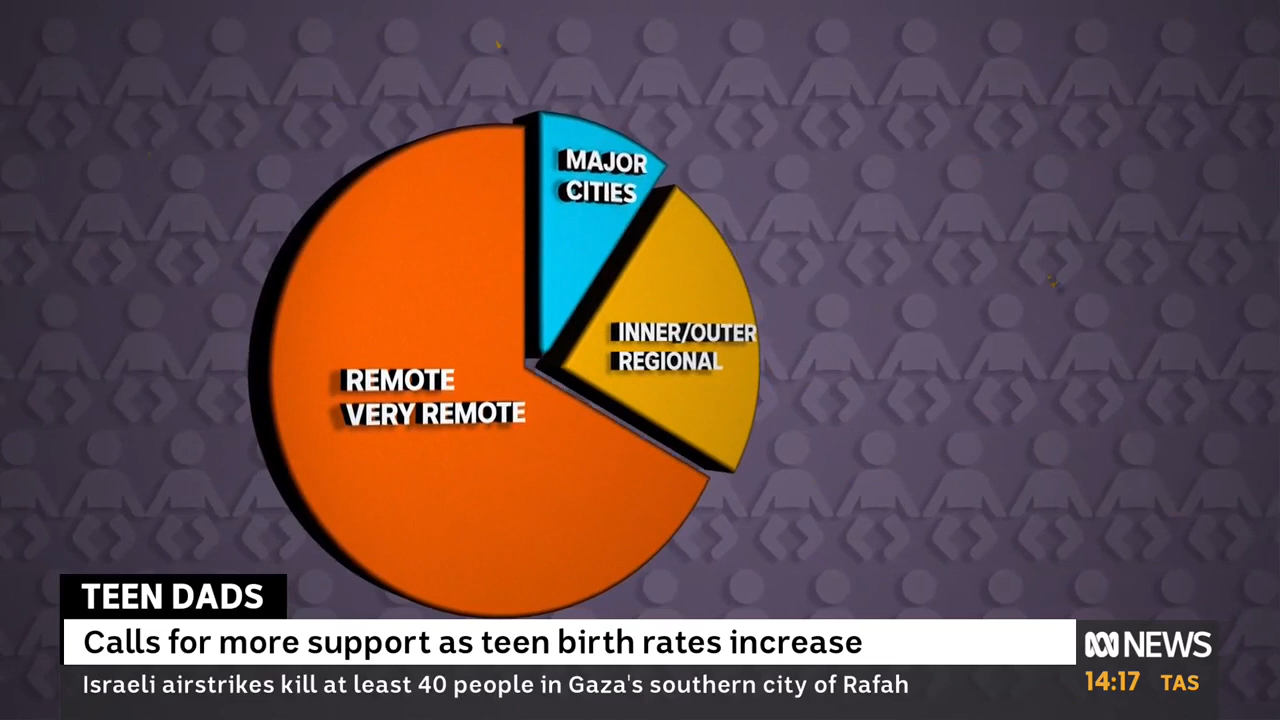 MAJOR
CITIES
INNER/OUTER
REGIONAL
REMOTE
VERY REMOTE
TEEN DADS
Calls for more support as teen birth rates increase
NEWS
Israeli airstrikes kill at least 40 people in Gaza's southern city of Rafah
14:17 TAS